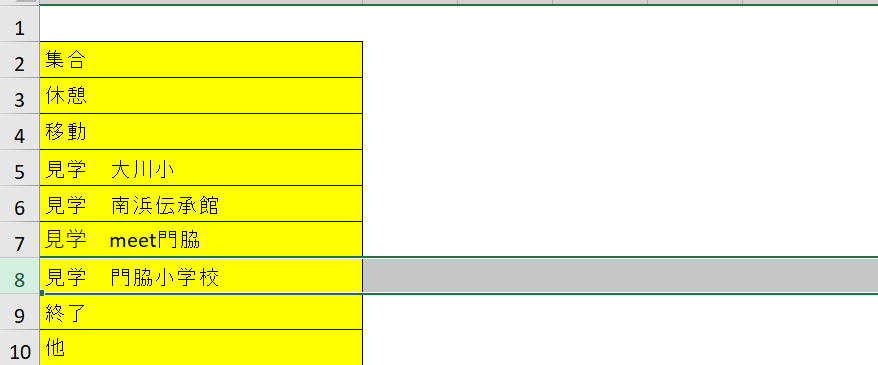 1
2 集合
3 休憩
4 移動
5 見学　大川小
6 見学　南浜伝承館
7 見学　meet門脇
8 見学　門脇小学校
9 終了
10 他